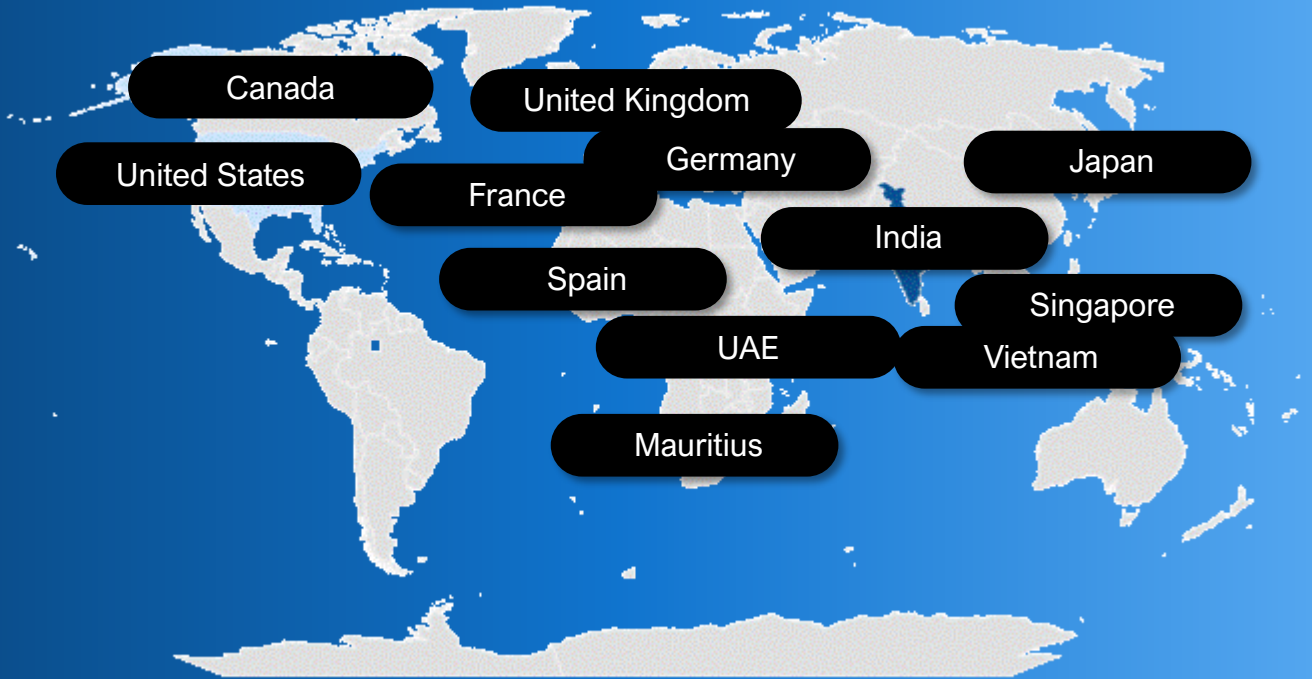 Canada
United Kingdom
Germany
Japan
United States
France
India
Spain
Singapore
UAE
Vietnam
Mauritius